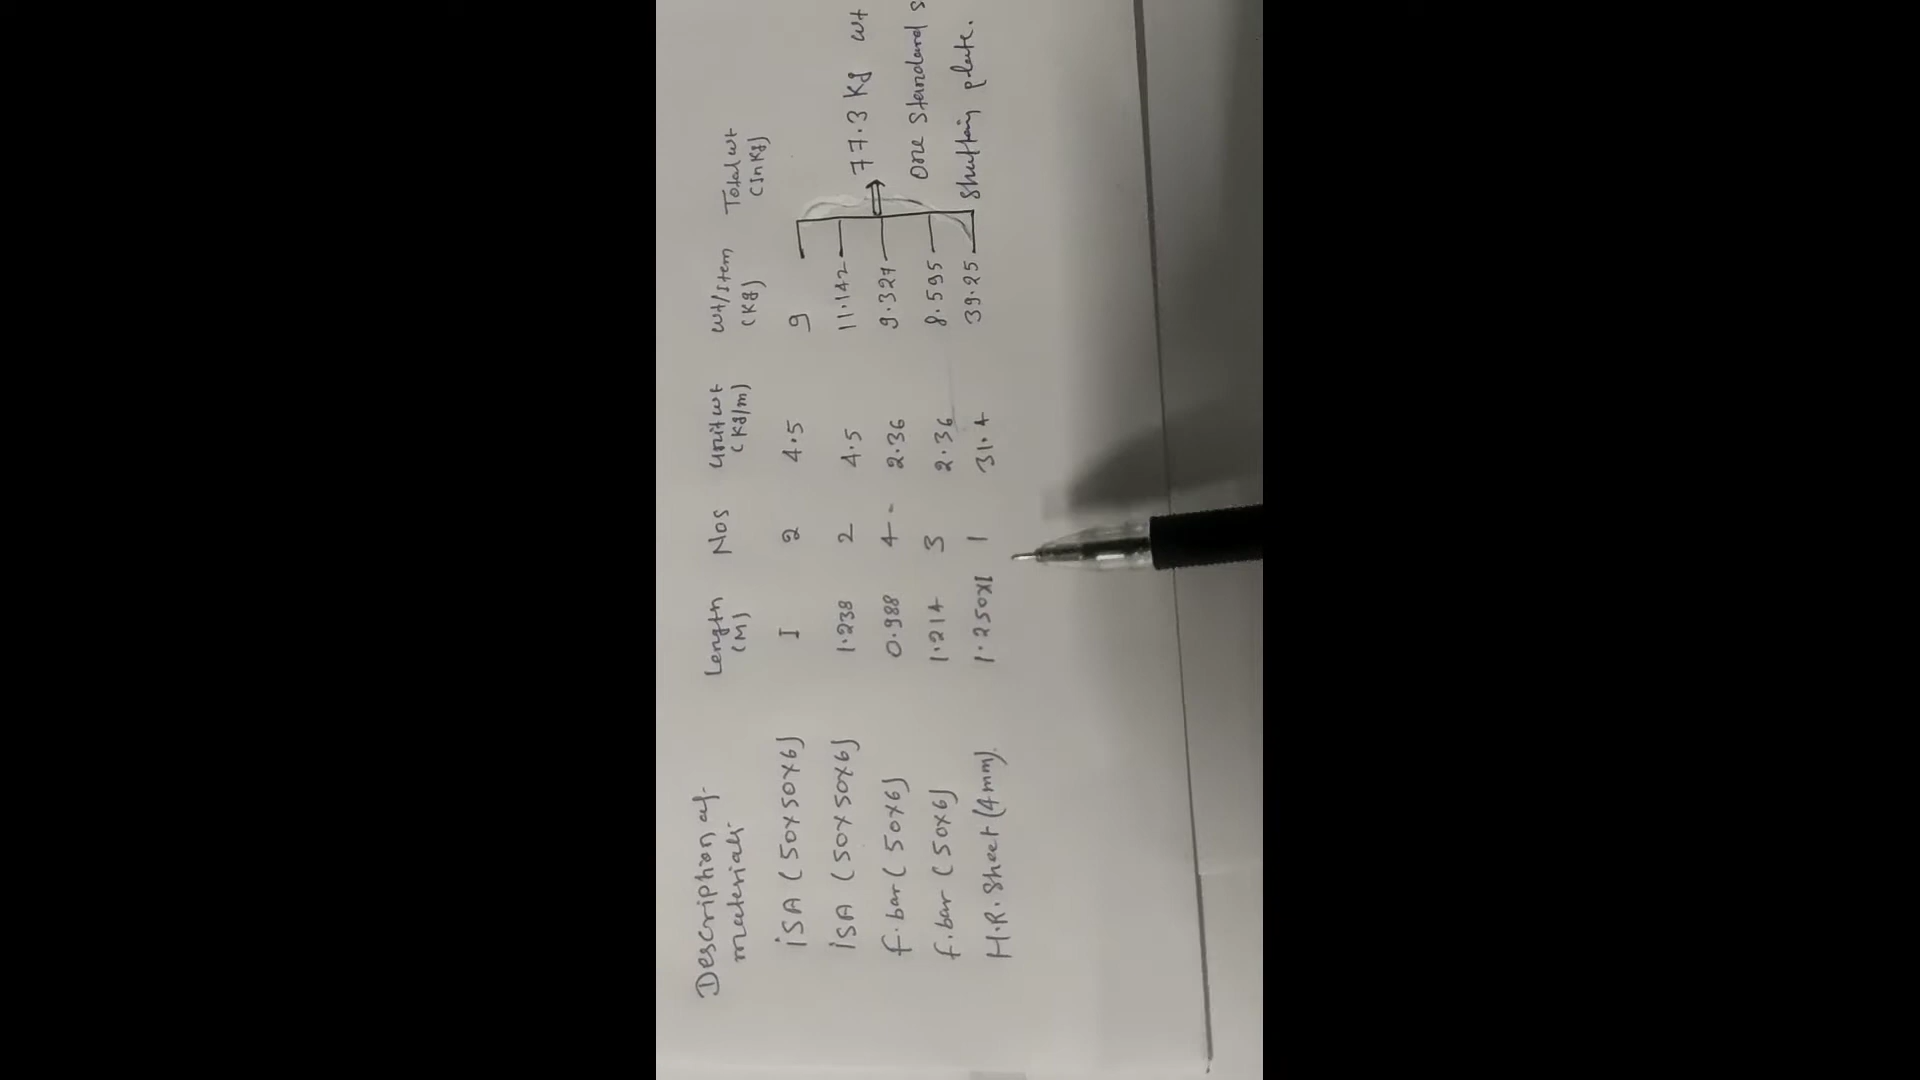 Description of materials Length (M) Nos Unit wt (Kg/m) wt/Item (Kg) Total wt (In Kg)
ISA (50X50X6) I 2 4.5 9
ISA (50X50X6) 1.238 2 4.5 11.142
f.bar (50X6) 0.988 4 2.36 9.327
f.bar (50X6) 1.214 3 2.36 8.595
H.R. Sheet (4mm). 1.250XI 1 31.4 39.25
77.3 Kg wt
One Standard s
Shuttring plate.